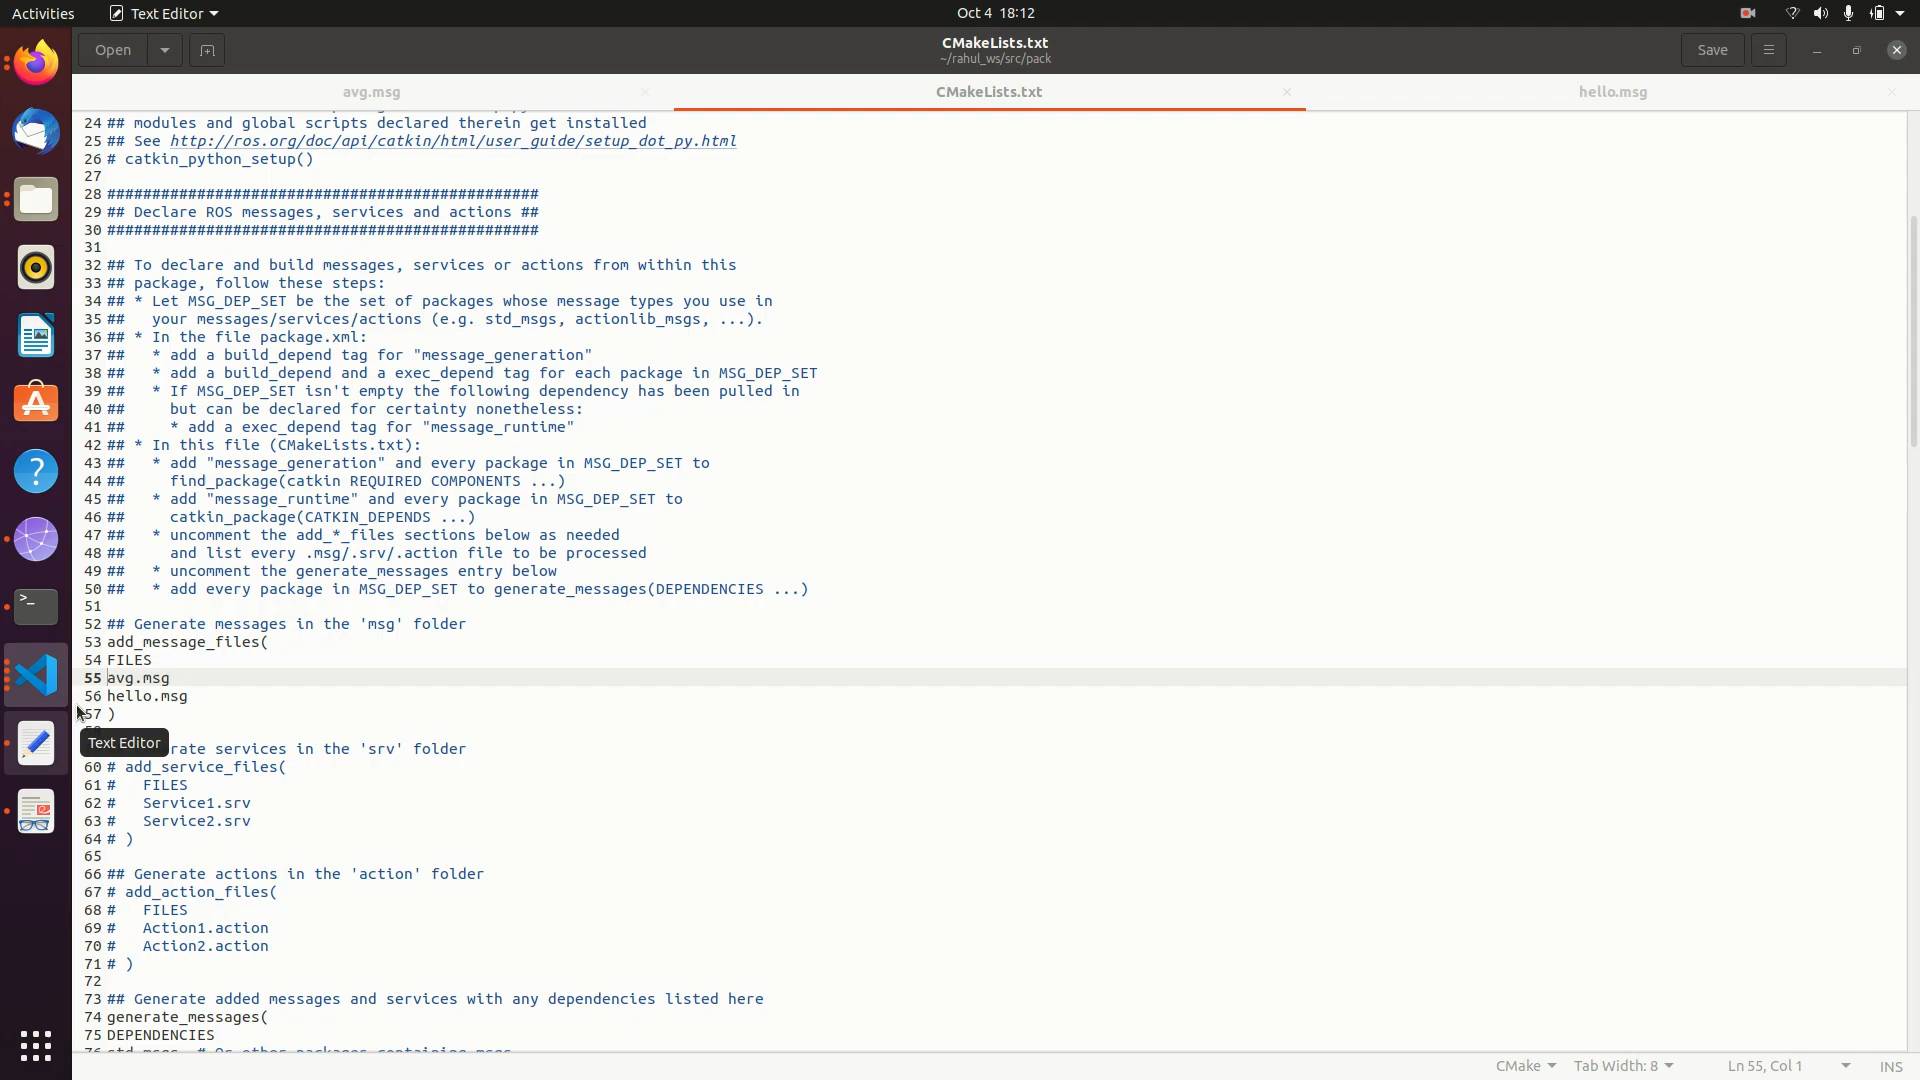 Activities
Text Editor
Oct 4 18:12
Open
CMakeLists.txt
~/rahul_ws/src/pack
Save
avg.msg
CMakeLists.txt
hello.msg
24 ## modules and global scripts declared therein get installed
25 ## See http://ros.org/doc/api/catkin/html/user_guide/setup_dot_py.html
26 # catkin_python_setup()
27
28 ################################################
29 ## Declare ROS messages, services and actions ##
30 ################################################
31
32 ## To declare and build messages, services or actions from within this
33 ## package, follow these steps:
34 ## * Let MSG_DEP_SET be the set of packages whose message types you use in
35 ##   your messages/services/actions (e.g. std_msgs, actionlib_msgs, ...).
36 ## * In the file package.xml:
37 ##   * add a build_depend tag for "message_generation"
38 ##   * add a build_depend and a exec_depend tag for each package in MSG_DEP_SET
39 ##   * If MSG_DEP_SET isn't empty the following dependency has been pulled in
40 ##     but can be declared for certainty nonetheless:
41 ##     * add a exec_depend tag for "message_runtime"
42 ## * In this file (CMakeLists.txt):
43 ##   * add "message_generation" and every package in MSG_DEP_SET to
44 ##     find_package(catkin REQUIRED COMPONENTS ...)
45 ##   * add "message_runtime" and every package in MSG_DEP_SET to
46 ##     catkin_package(CATKIN_DEPENDS ...)
47 ##   * uncomment the add_*_files sections below as needed
48 ##     and list every .msg/.srv/.action file to be processed
49 ##   * uncomment the generate_messages entry below
50 ##   * add every package in MSG_DEP_SET to generate_messages(DEPENDENCIES ...)
51
52 ## Generate messages in the 'msg' folder
53 add_message_files(
54 FILES
55 avg.msg
56 hello.msg
57 )
Text Editor
rate services in the 'srv' folder
60 # add_service_files(
61 #   FILES
62 #   Service1.srv
63 #   Service2.srv
64 # )
65
66 ## Generate actions in the 'action' folder
67 # add_action_files(
68 #   FILES
69 #   Action1.action
70 #   Action2.action
71 # )
72
73 ## Generate added messages and services with any dependencies listed here
74 generate_messages(
75 DEPENDENCIES
76 std_msgs  # Or other packages containing msgs
CMake
Tab Width: 8
Ln 55, Col 1
INS